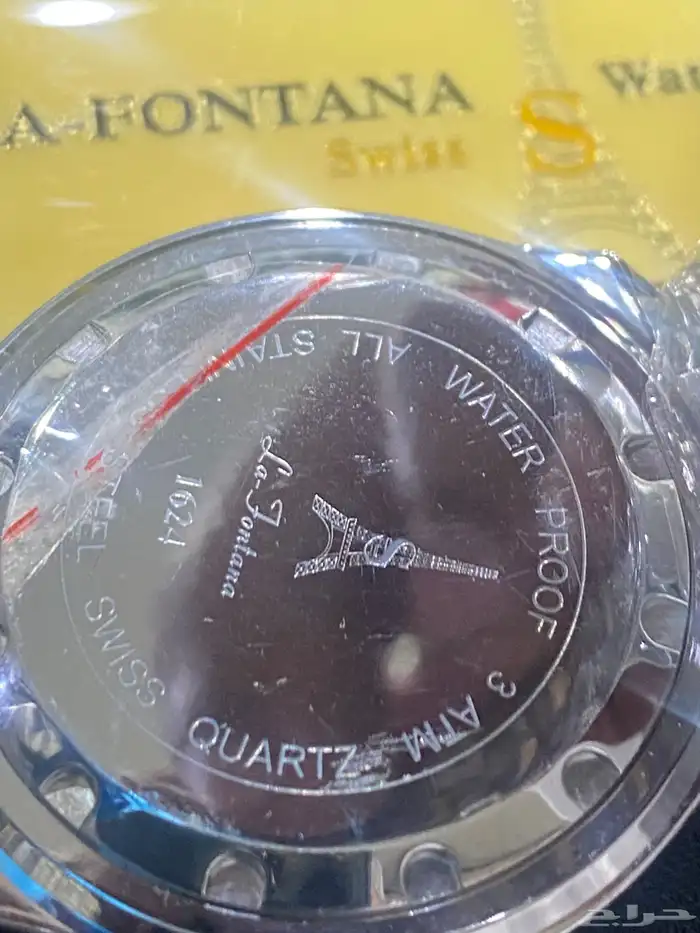 A-FONTANA
Swiss
S
Wat
WATER PROOF 3 ATM
SWISS QUARTZ
STEEL
ALL STAIN
La Fontana
1624
S
حراج